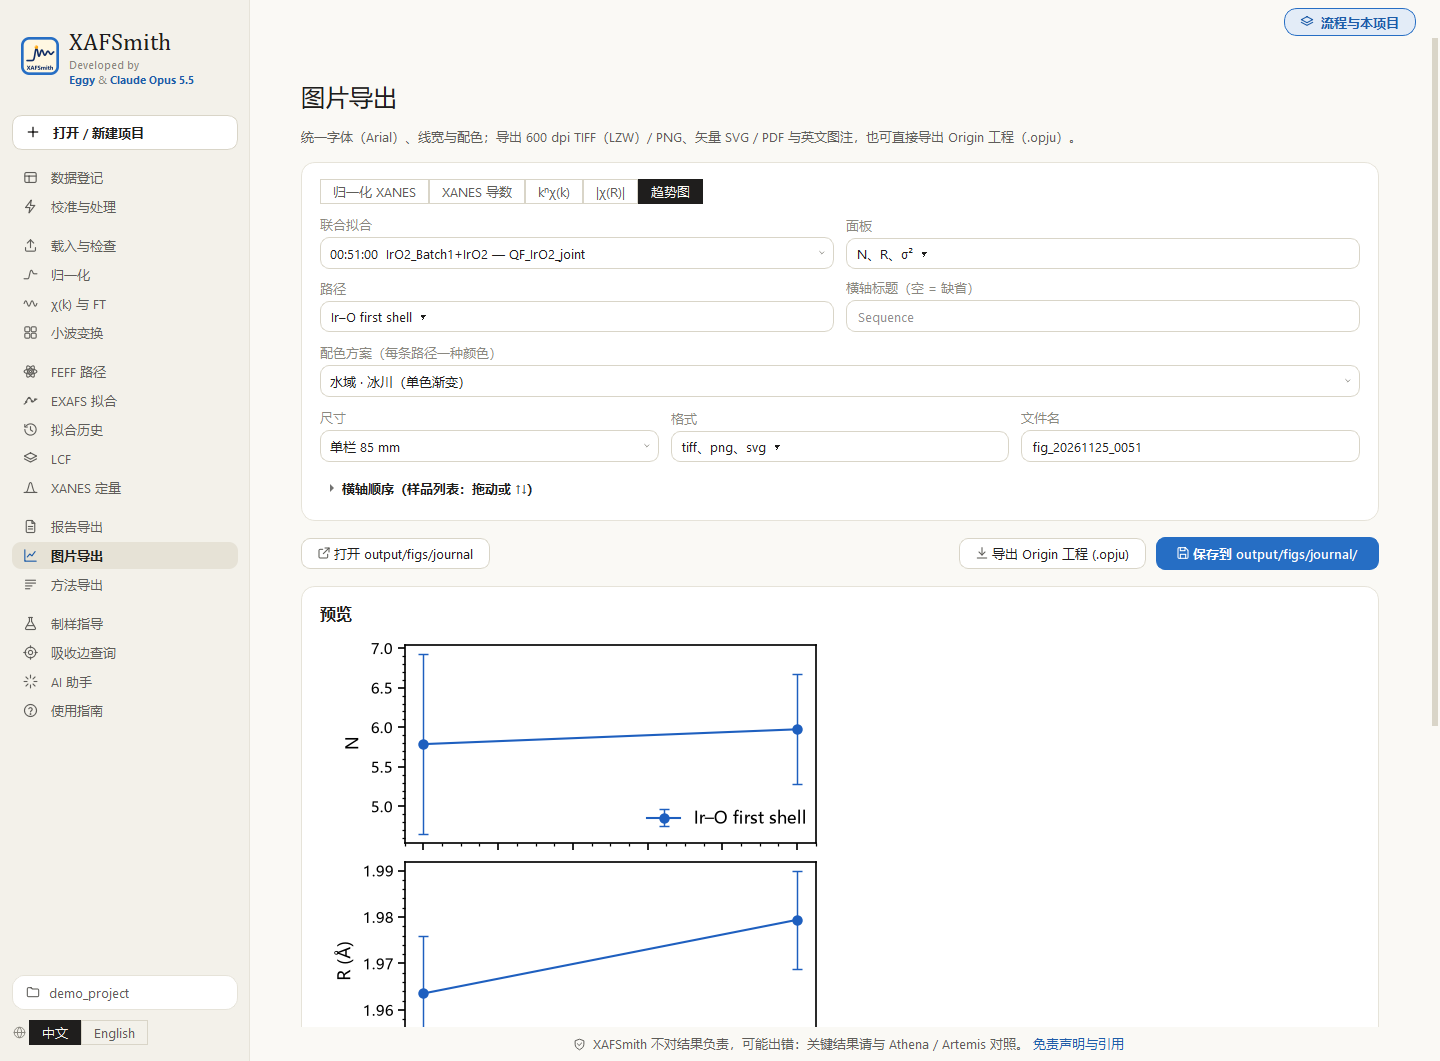 流程与本项目
XAFSmith
XAFSmith
Developed by
Eggy & Claude Opus 5.5
打开 / 新建项目
数据登记
校准与处理
载入与检查
归一化
χ(k) 与 FT
小波变换
FEFF 路径
EXAFS 拟合
拟合历史
LCF
XANES 定量
报告导出
图片导出
方法导出
制样指导
吸收边查询
AI 助手
使用指南
demo_project
中文 English
图片导出
统一字体（Arial）、线宽与配色；导出 600 dpi TIFF（LZW）/ PNG、矢量 SVG / PDF 与英文图注，也可直接导出 Origin 工程（.opju）。
归一化 XANES XANES 导数 kⁿχ(k) |χ(R)| 趋势图
联合拟合 面板
00:51:00 IrO2_Batch1+IrO2 — QF_IrO2_joint N、R、σ²
路径 横轴标题（空 = 缺省）
Ir–O first shell Sequence
配色方案（每条路径一种颜色）
水域 · 冰川（单色渐变）
尺寸 格式 文件名
单栏 85 mm tiff、png、svg fig_20261125_0051
横轴顺序（样品列表：拖动或 ↑↓）
打开 output/figs/journal 导出 Origin 工程 (.opju) 保存到 output/figs/journal/
预览
7.0
6.5
6.0
N
5.5
5.0
Ir–O first shell
1.99
1.98
R (Å)
1.97
1.96
XAFSmith 不对结果负责，可能出错：关键结果请与 Athena / Artemis 对照。 免责声明与引用